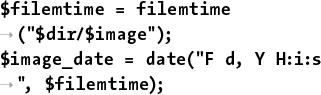 $filemtime = filemtime
→("$dir/$image");
$image_date = date("F d, Y H:i:s
→", $filemtime);